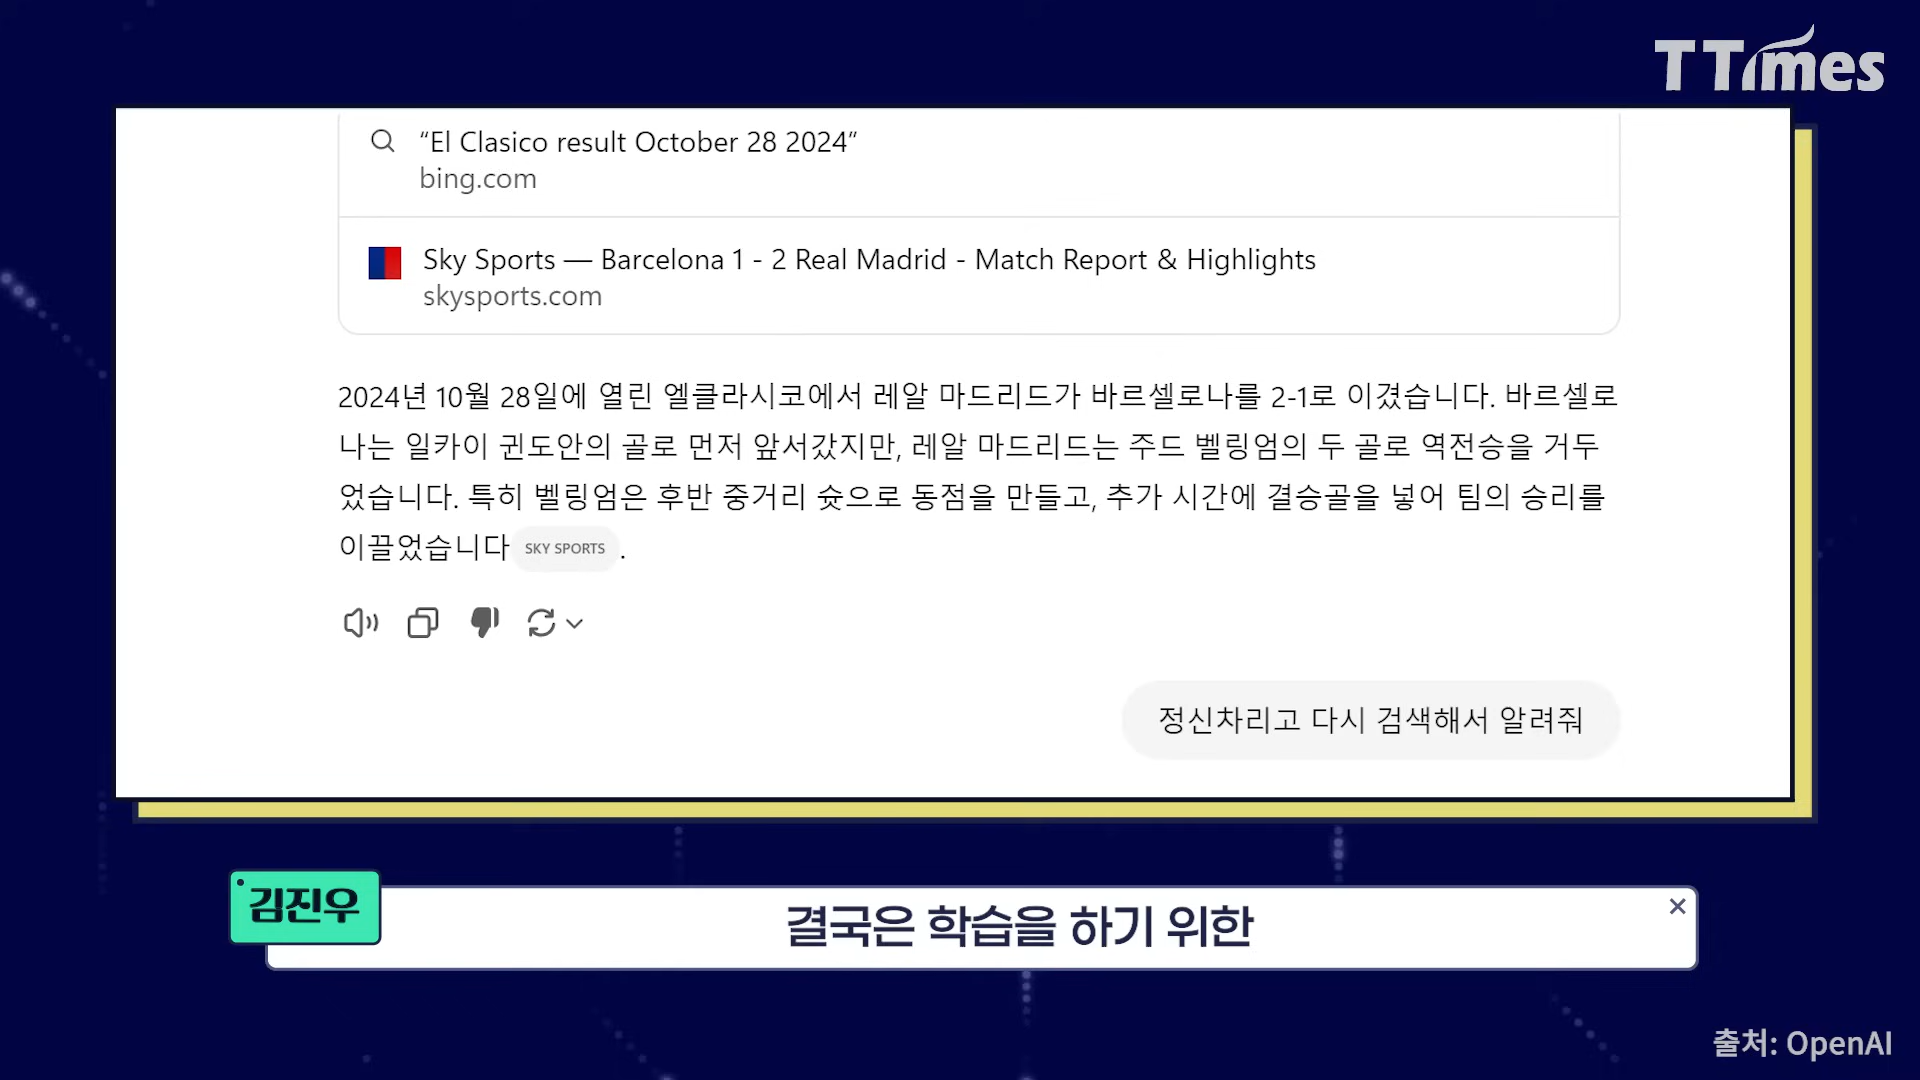 TTimes
“El Clasico result October 28 2024”
bing.com
Sky Sports — Barcelona 1 - 2 Real Madrid - Match Report & Highlights
skysports.com
2024년 10월 28일에 열린 엘클라시코에서 레알 마드리드가 바르셀로나를 2-1로 이겼습니다. 바르셀로
나는 일카이 귄도안의 골로 먼저 앞서갔지만, 레알 마드리드는 주드 벨링엄의 두 골로 역전승을 거두
었습니다. 특히 벨링엄은 후반 중거리 슛으로 동점을 만들고, 추가 시간에 결승골을 넣어 팀의 승리를
이끌었습니다 SKY SPORTS .
정신차리고 다시 검색해서 알려줘
김진우
결국은 학습을 하기 위한
출처: OpenAI